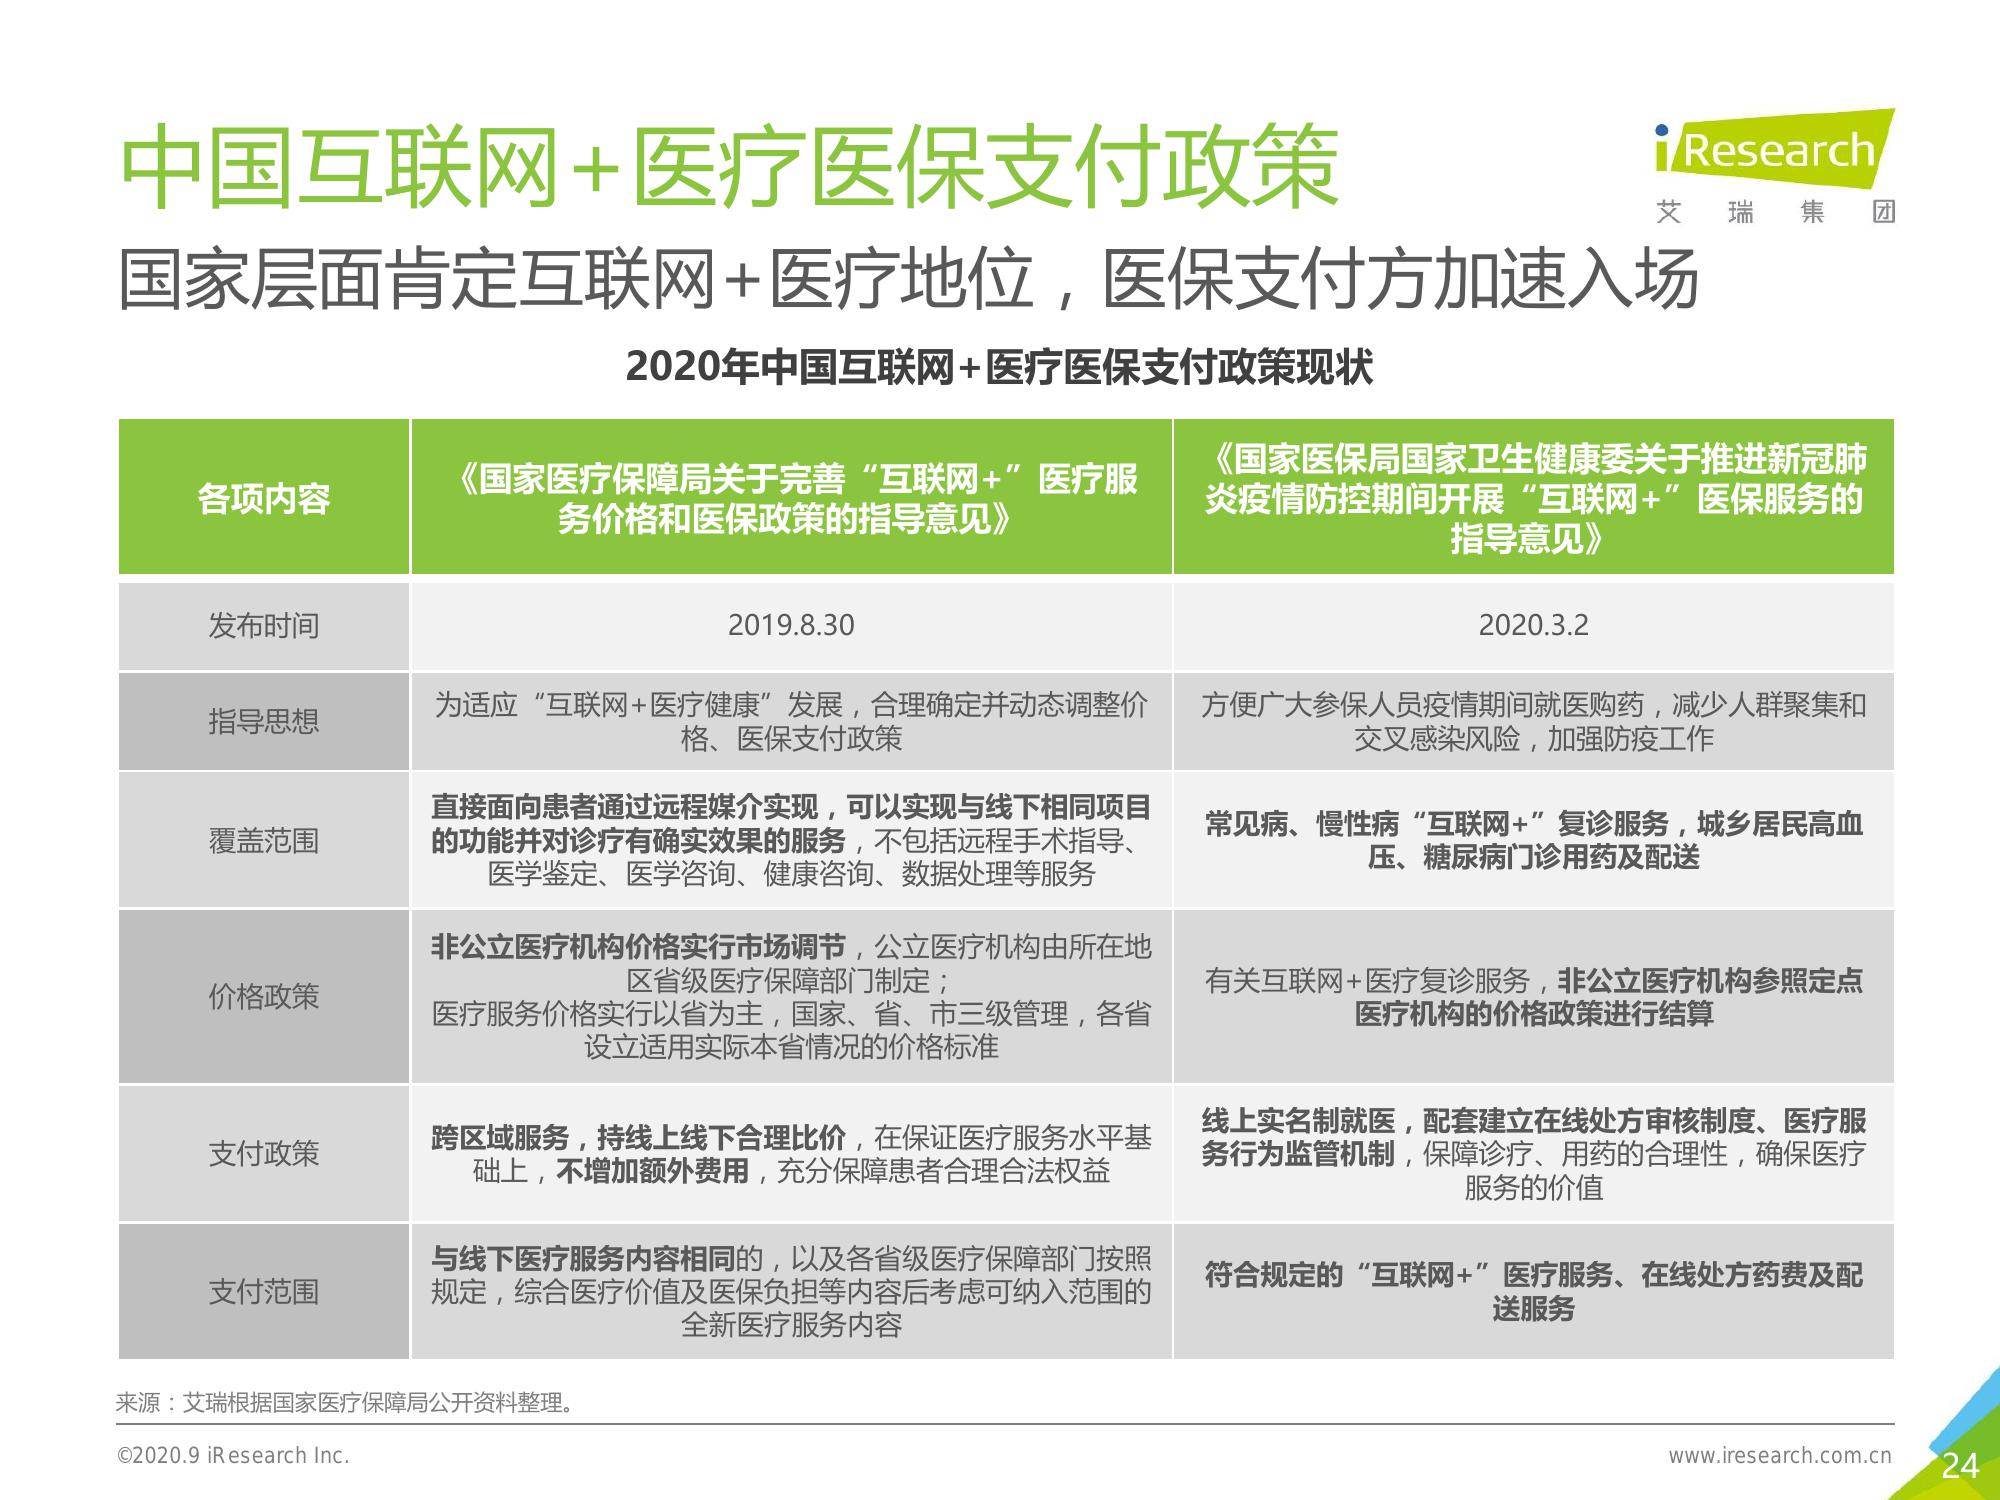 中国互联网+医疗医保支付政策
iResearch
艾瑞集团
国家层面肯定互联网+医疗地位，医保支付方加速入场
2020年中国互联网+医疗医保支付政策现状
各项内容
《国家医疗保障局关于完善“互联网+”医疗服
务价格和医保政策的指导意见》
《国家医保局国家卫生健康委关于推进新冠肺
炎疫情防控期间开展“互联网+”医保服务的
指导意见》
发布时间
2019.8.30
2020.3.2
指导思想
为适应“互联网+医疗健康”发展，合理确定并动态调整价
格、医保支付政策
方便广大参保人员疫情期间就医购药，减少人群聚集和
交叉感染风险，加强防疫工作
覆盖范围
直接面向患者通过远程媒介实现，可以实现与线下相同项目
的功能并对诊疗有确实效果的服务，不包括远程手术指导、
医学鉴定、医学咨询、健康咨询、数据处理等服务
常见病、慢性病“互联网+”复诊服务，城乡居民高血
压、糖尿病门诊用药及配送
价格政策
非公立医疗机构价格实行市场调节，公立医疗机构由所在地
区省级医疗保障部门制定；
医疗服务价格实行以省为主，国家、省、市三级管理，各省
设立适用实际本省情况的价格标准
有关互联网+医疗复诊服务，非公立医疗机构参照定点
医疗机构的价格政策进行结算
支付政策
跨区域服务，持线上线下合理比价，在保证医疗服务水平基
础上，不增加额外费用，充分保障患者合理合法权益
线上实名制就医，配套建立在线处方审核制度、医疗服
务行为监管机制，保障诊疗、用药的合理性，确保医疗
服务的价值
支付范围
与线下医疗服务内容相同的，以及各省级医疗保障部门按照
规定，综合医疗价值及医保负担等内容后考虑可纳入范围的
全新医疗服务内容
符合规定的“互联网+”医疗服务、在线处方药费及配
送服务
来源：艾瑞根据国家医疗保障局公开资料整理。
©2020.9 iResearch Inc.
www.iresearch.com.cn
24